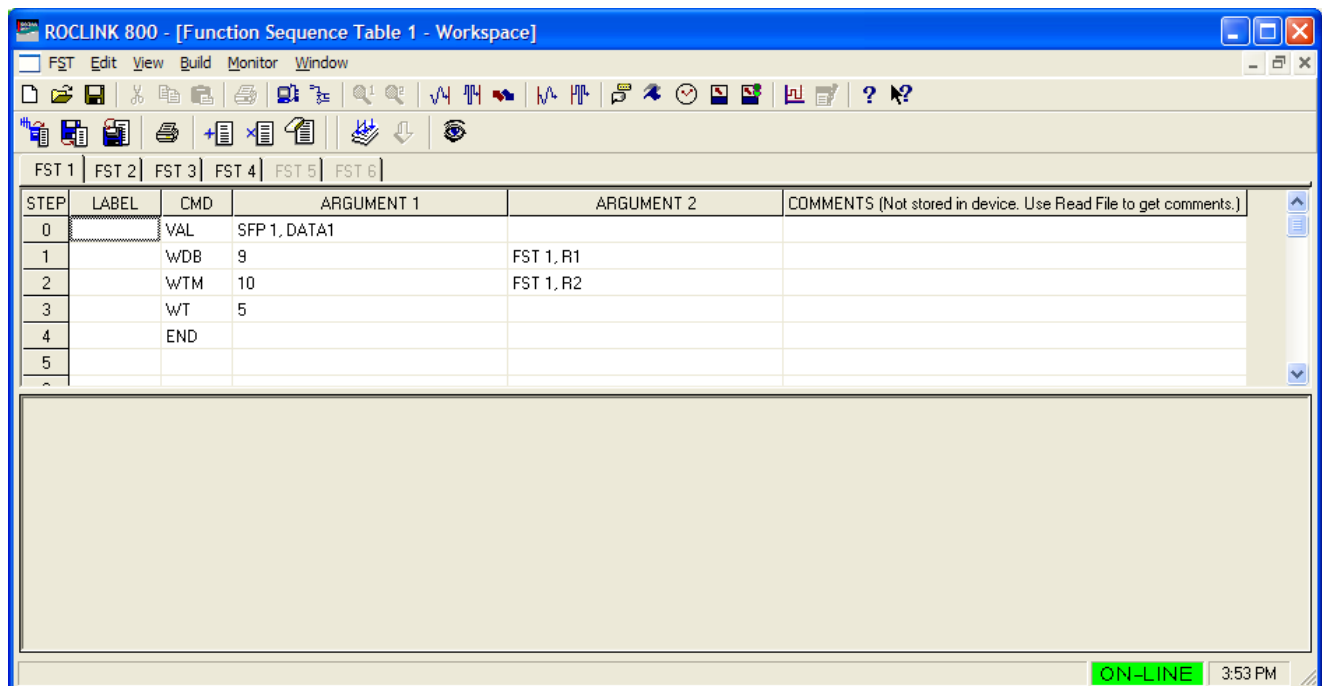 ROCLINK 800 - [Function Sequence Table 1 - Workspace]
FST Edit View Build Monitor Window
FST 1 FST 2 FST 3 FST 4 FST 5 FST 6
STEP LABEL CMD ARGUMENT 1 ARGUMENT 2 COMMENTS (Not stored in device. Use Read File to get comments.)
0 VAL SFP 1, DATA1
1 WDB 9 FST 1, R1
2 WTM 10 FST 1, R2
3 WT 5
4 END
5
ON-LINE 3:53 PM